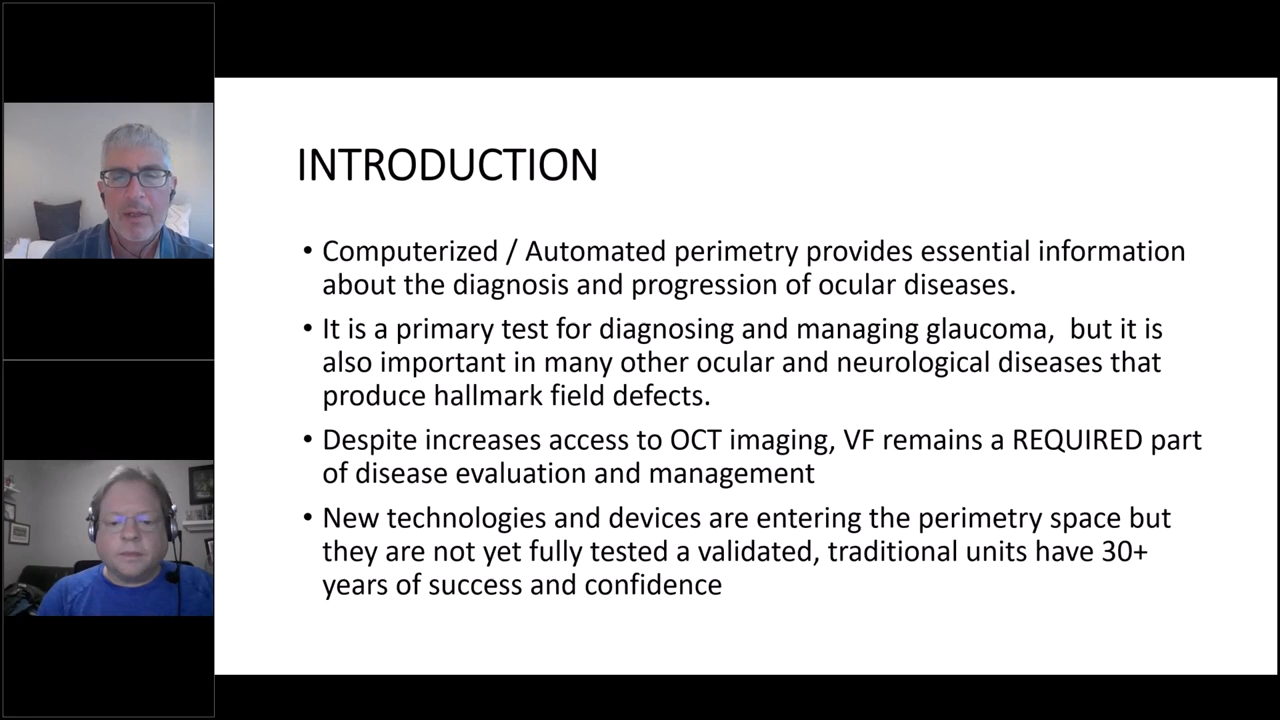 INTRODUCTION
• Computerized / Automated perimetry provides essential information
about the diagnosis and progression of ocular diseases.
• It is a primary test for diagnosing and managing glaucoma,  but it is
also important in many other ocular and neurological diseases that
produce hallmark field defects.
• Despite increases access to OCT imaging, VF remains a REQUIRED part
of disease evaluation and management
• New technologies and devices are entering the perimetry space but
they are not yet fully tested a validated, traditional units have 30+
years of success and confidence